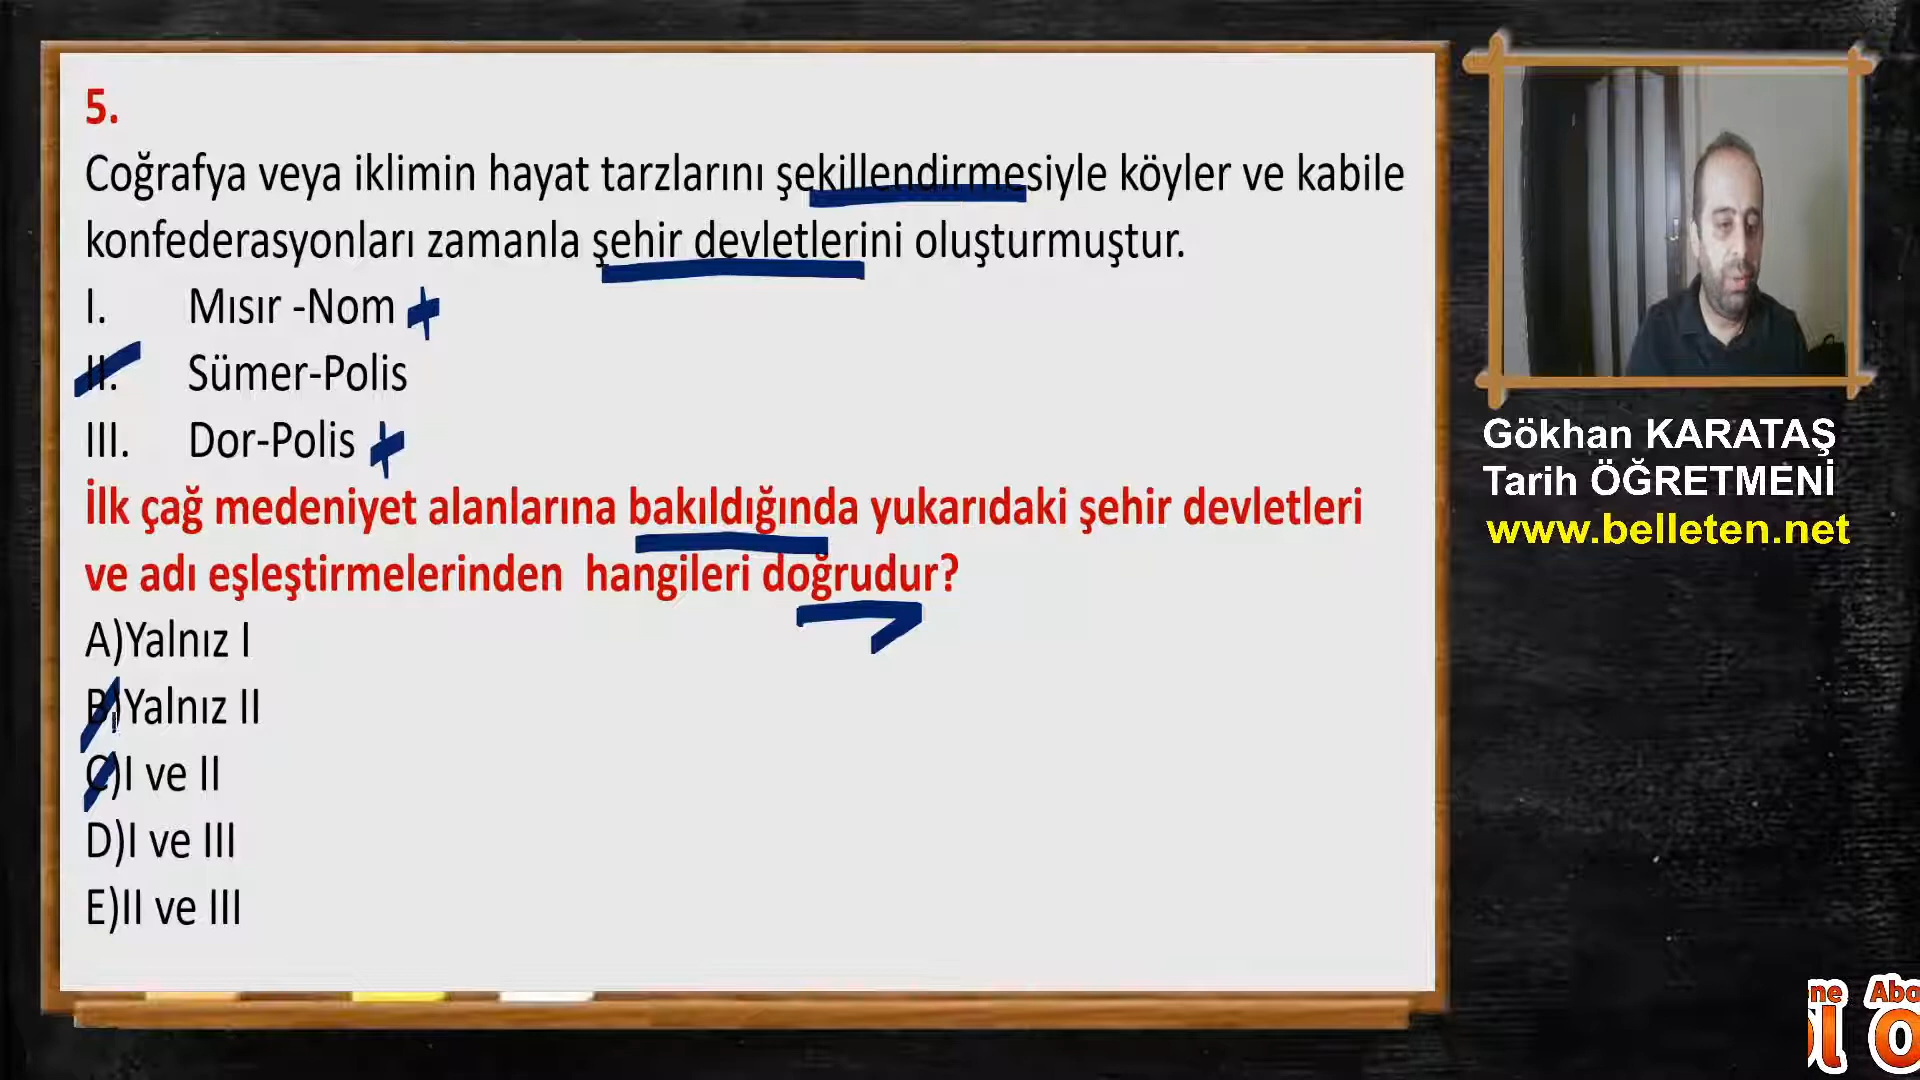 5.
Coğrafya veya iklimin hayat tarzlarını şekillendirmesiyle köyler ve kabile
konfederasyonları zamanla şehir devletlerini oluşturmuştur.
I. Mısır -Nom
II. Sümer-Polis
III. Dor-Polis
İlk çağ medeniyet alanlarına bakıldığında yukarıdaki şehir devletleri
ve adı eşleştirmelerinden hangileri doğrudur?
A)Yalnız I
B)Yalnız II
C)I ve II
D)I ve III
E)II ve III
Gökhan KARATAŞ
Tarih ÖĞRETMENİ
www.belleten.net
ne Abo